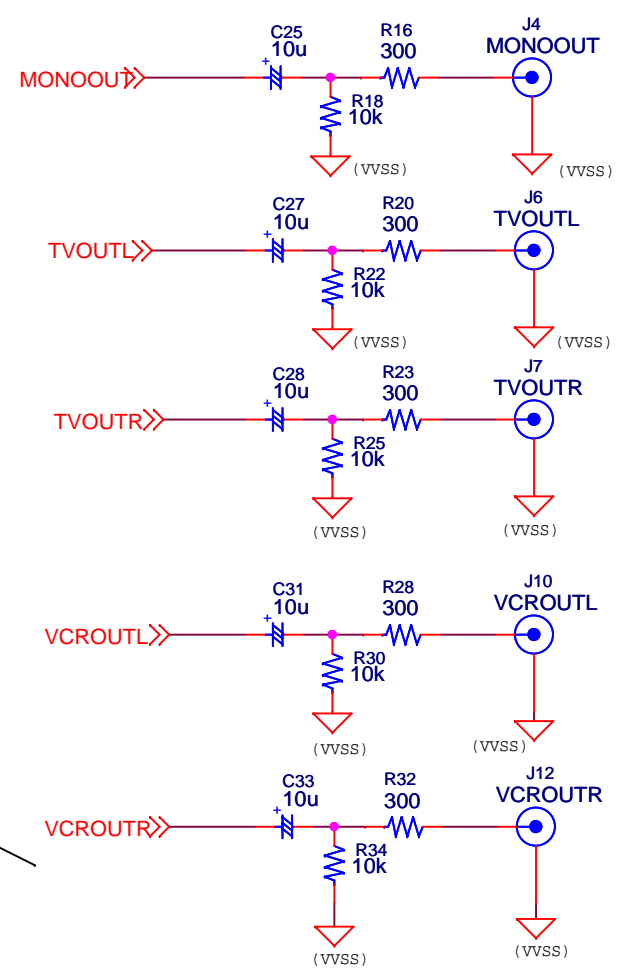 C25
10u
R16
300
J4
MONOOUT
MONOOUT
+
R18
10k
(VVSS)
(VVSS)
C27
10u
R20
300
J6
TVOUTL
TVOUTL
+
R22
10k
(VVSS)
(VVSS)
C28
10u
R23
300
J7
TVOUTR
TVOUTR
+
R25
10k
(VVSS)
(VVSS)
C31
10u
R28
300
J10
VCROUTL
VCROUTL
+
R30
10k
(VVSS)
(VVSS)
C33
10u
R32
300
J12
VCROUTR
VCROUTR
+
R34
10k
(VVSS)
(VVSS)